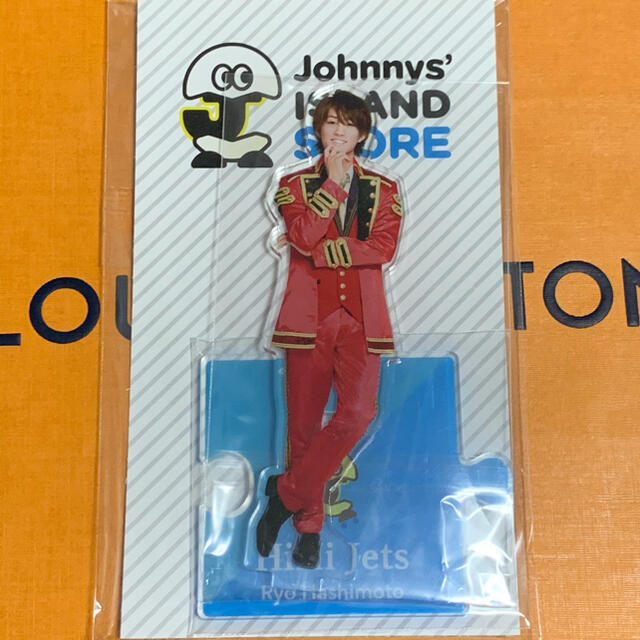 Johnnys'
ISLAND
STORE
LOU
TON
HiHi Jets
Ryo Hashimoto